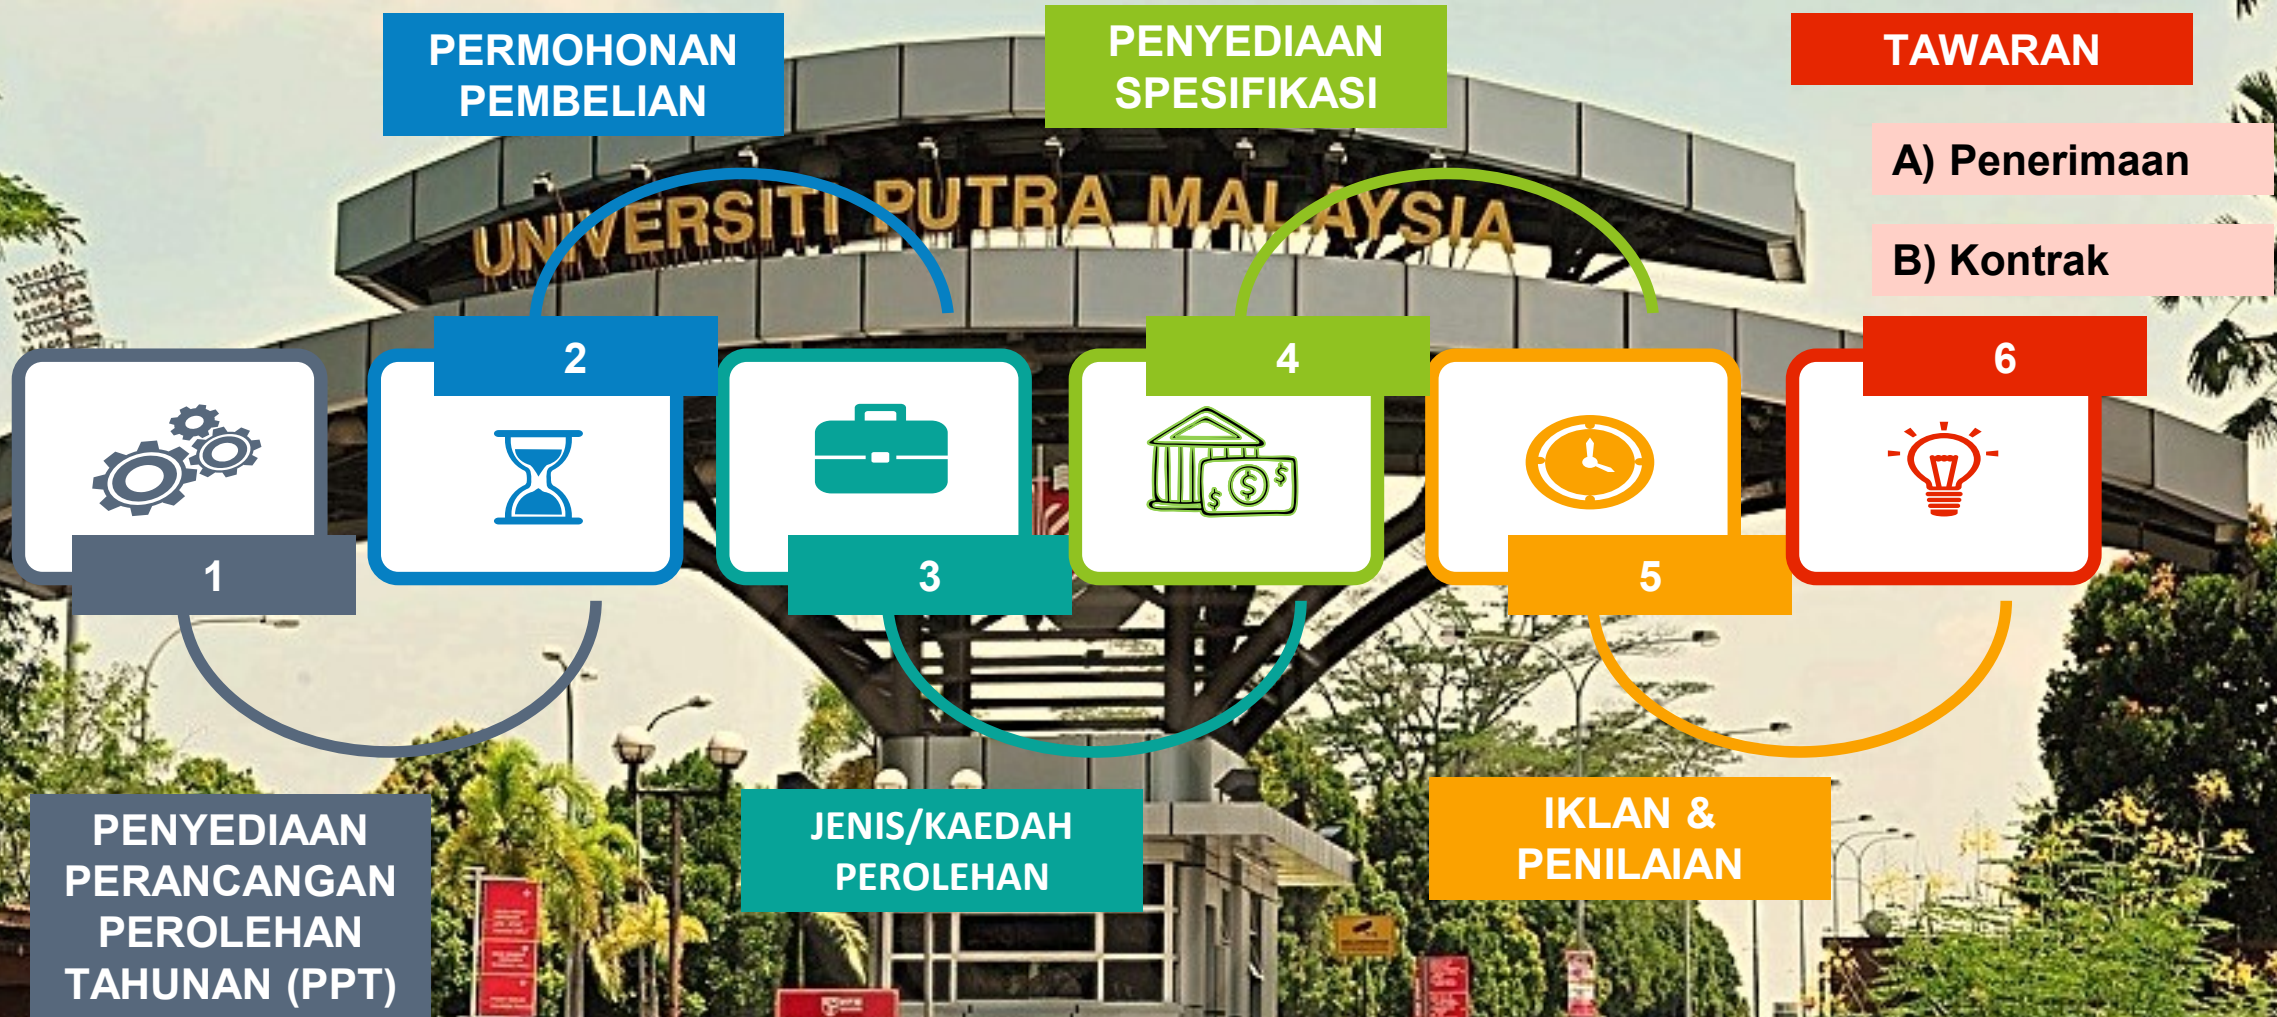 PERMOHONAN
PEMBELIAN
PENYEDIAAN
SPESIFIKASI
TAWARAN
A) Penerimaan
B) Kontrak
UNIVERSITI PUTRA MALAYSIA
2
4
6
1
3
5
PENYEDIAAN
PERANCANGAN
PEROLEHAN
TAHUNAN (PPT)
JENIS/KAEDAH
PEROLEHAN
IKLAN &
PENILAIAN